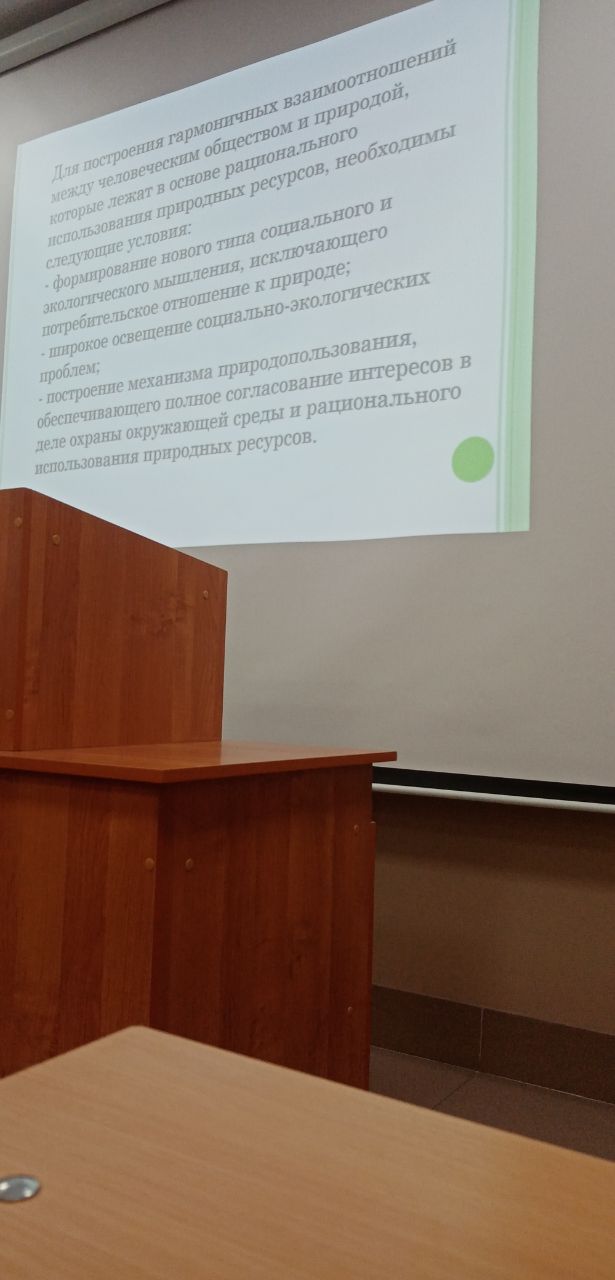 Для построения гармоничных взаимоотношений
между человеческим обществом и природой,
которые лежат в основе рационального
использования природных ресурсов, необходимы
следующие условия:
- формирование нового типа социального и
экологического мышления, исключающего
потребительское отношение к природе;
- широкое освещение социально-экологических
проблем;
- построение механизма природопользования,
обеспечивающего полное согласование интересов в
деле охраны окружающей среды и рационального
использования природных ресурсов.